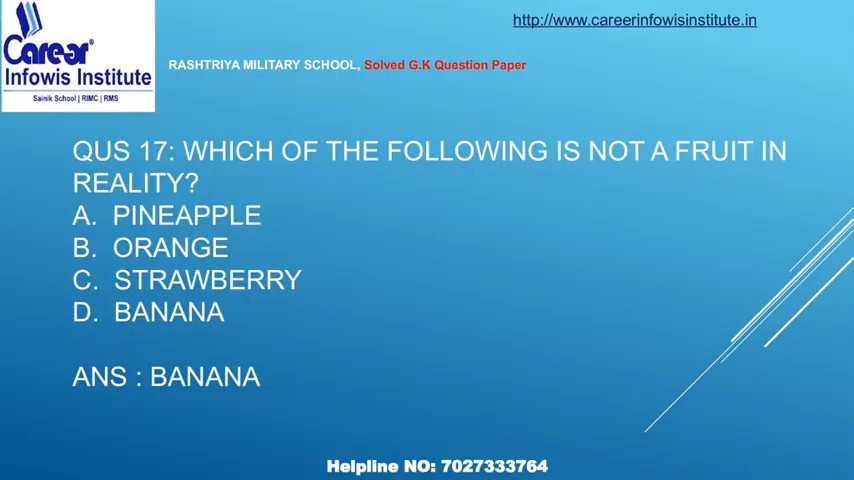 http://www.careerinfowisinstitute.in
Career®
Infowis Institute
Sainik School | RIMC | RMS
RASHTRIYA MILITARY SCHOOL, Solved G.K Question Paper
QUS 17: WHICH OF THE FOLLOWING IS NOT A FRUIT IN
REALITY?
A. PINEAPPLE
B. ORANGE
C. STRAWBERRY
D. BANANA
ANS : BANANA
Helpline NO: 7027333764